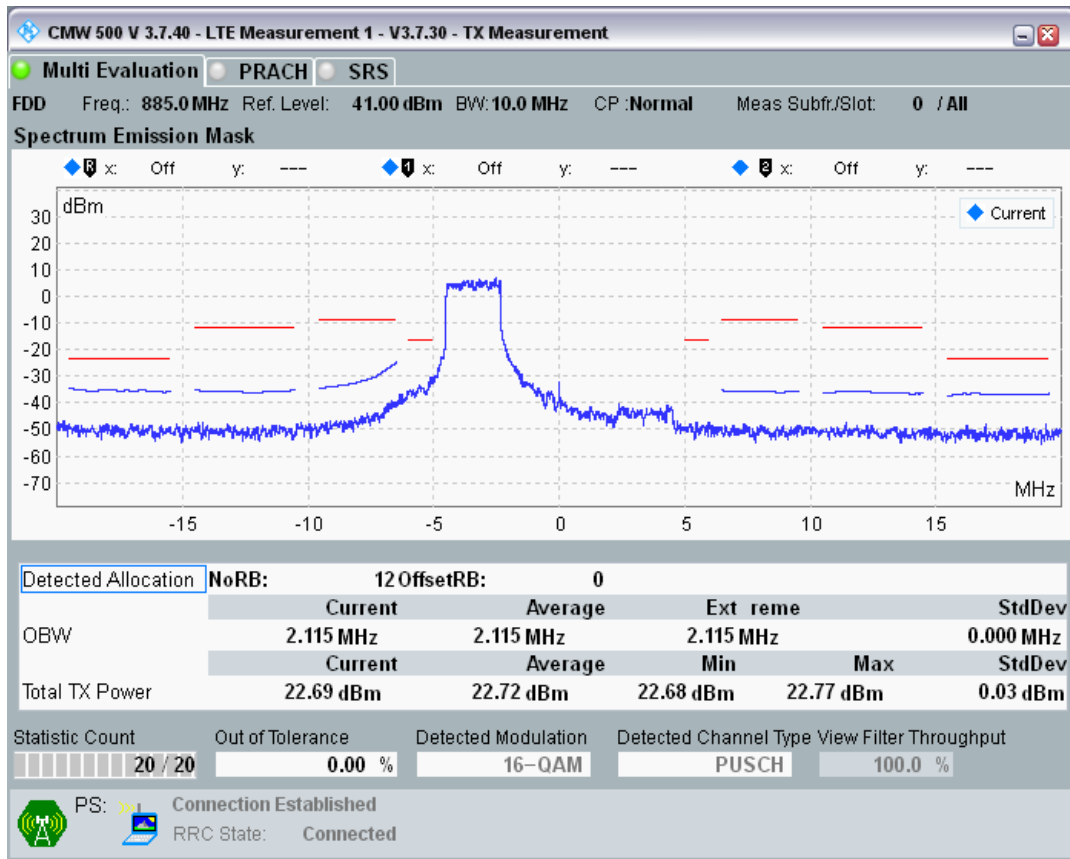 CMW 500 V 3.7.40 - LTE Measurement 1 - V3.7.30 - TX Measurement
Multi Evaluation PRACH SRS
FDD Freq.: 885.0 MHz Ref. Level: 41.00 dBm BW: 10.0 MHz CP :Normal Meas Subfr./Slot: 0 / All
Spectrum Emission Mask
R x: Off y: --- 1 x: Off y: --- 2 x: Off y: ---
dBm
Current
30
20
10
0
-10
-20
-30
-40
-50
-60
-70
MHz
-15 -10 -5 0 5 10 15
Detected Allocation NoRB: 12 OffsetRB: 0
Current Average Ext reme StdDev
OBW 2.115 MHz 2.115 MHz 2.115 MHz 0.000 MHz
Current Average Min Max StdDev
Total TX Power 22.69 dBm 22.72 dBm 22.68 dBm 22.77 dBm 0.03 dBm
Statistic Count Out of Tolerance Detected Modulation Detected Channel Type View Filter Throughput
20 / 20 0.00 % 16-QAM PUSCH 100.0 %
PS: Connection Established
RRC State: Connected